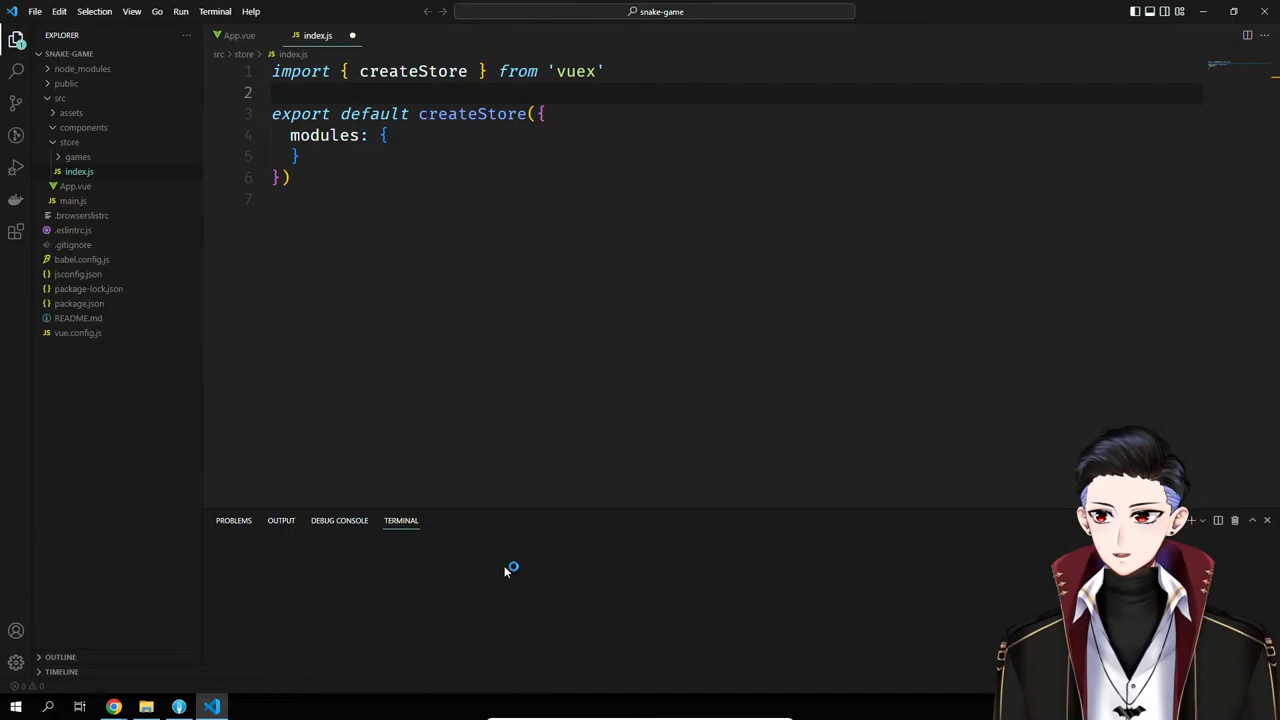 File Edit Selection View Go Run Terminal Help
snake-game
EXPLORER
App.vue
index.js
SNAKE-GAME
src > store > index.js
node_modules
public
src
assets
components
store
games
index.js
App.vue
main.js
.browserslistrc
.eslintrc.js
.gitignore
babel.config.js
jsconfig.json
package-lock.json
package.json
README.md
vue.config.js
1 import { createStore } from 'vuex'
2
3 export default createStore({
4 modules: {
5 }
6 })
7
PROBLEMS OUTPUT DEBUG CONSOLE TERMINAL
OUTLINE
TIMELINE
0 0